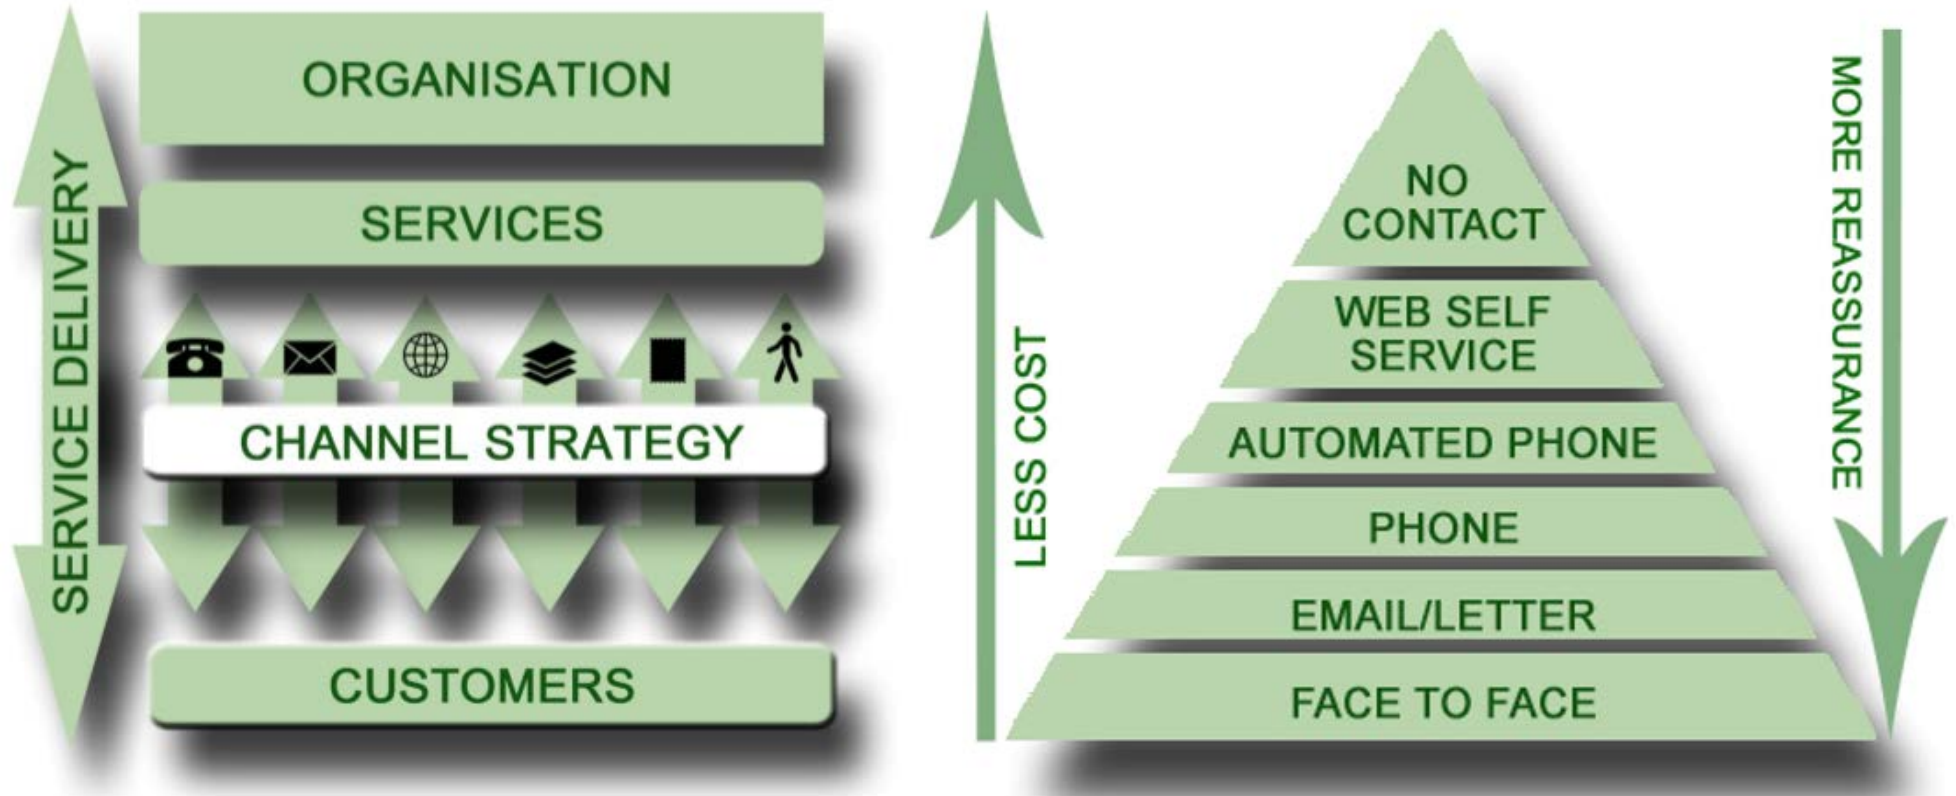 SERVICE DELIVERY
ORGANISATION
SERVICES
CHANNEL STRATEGY
CUSTOMERS
LESS COST
NO
CONTACT
WEB SELF
SERVICE
AUTOMATED PHONE
PHONE
EMAIL/LETTER
FACE TO FACE
MORE REASSURANCE